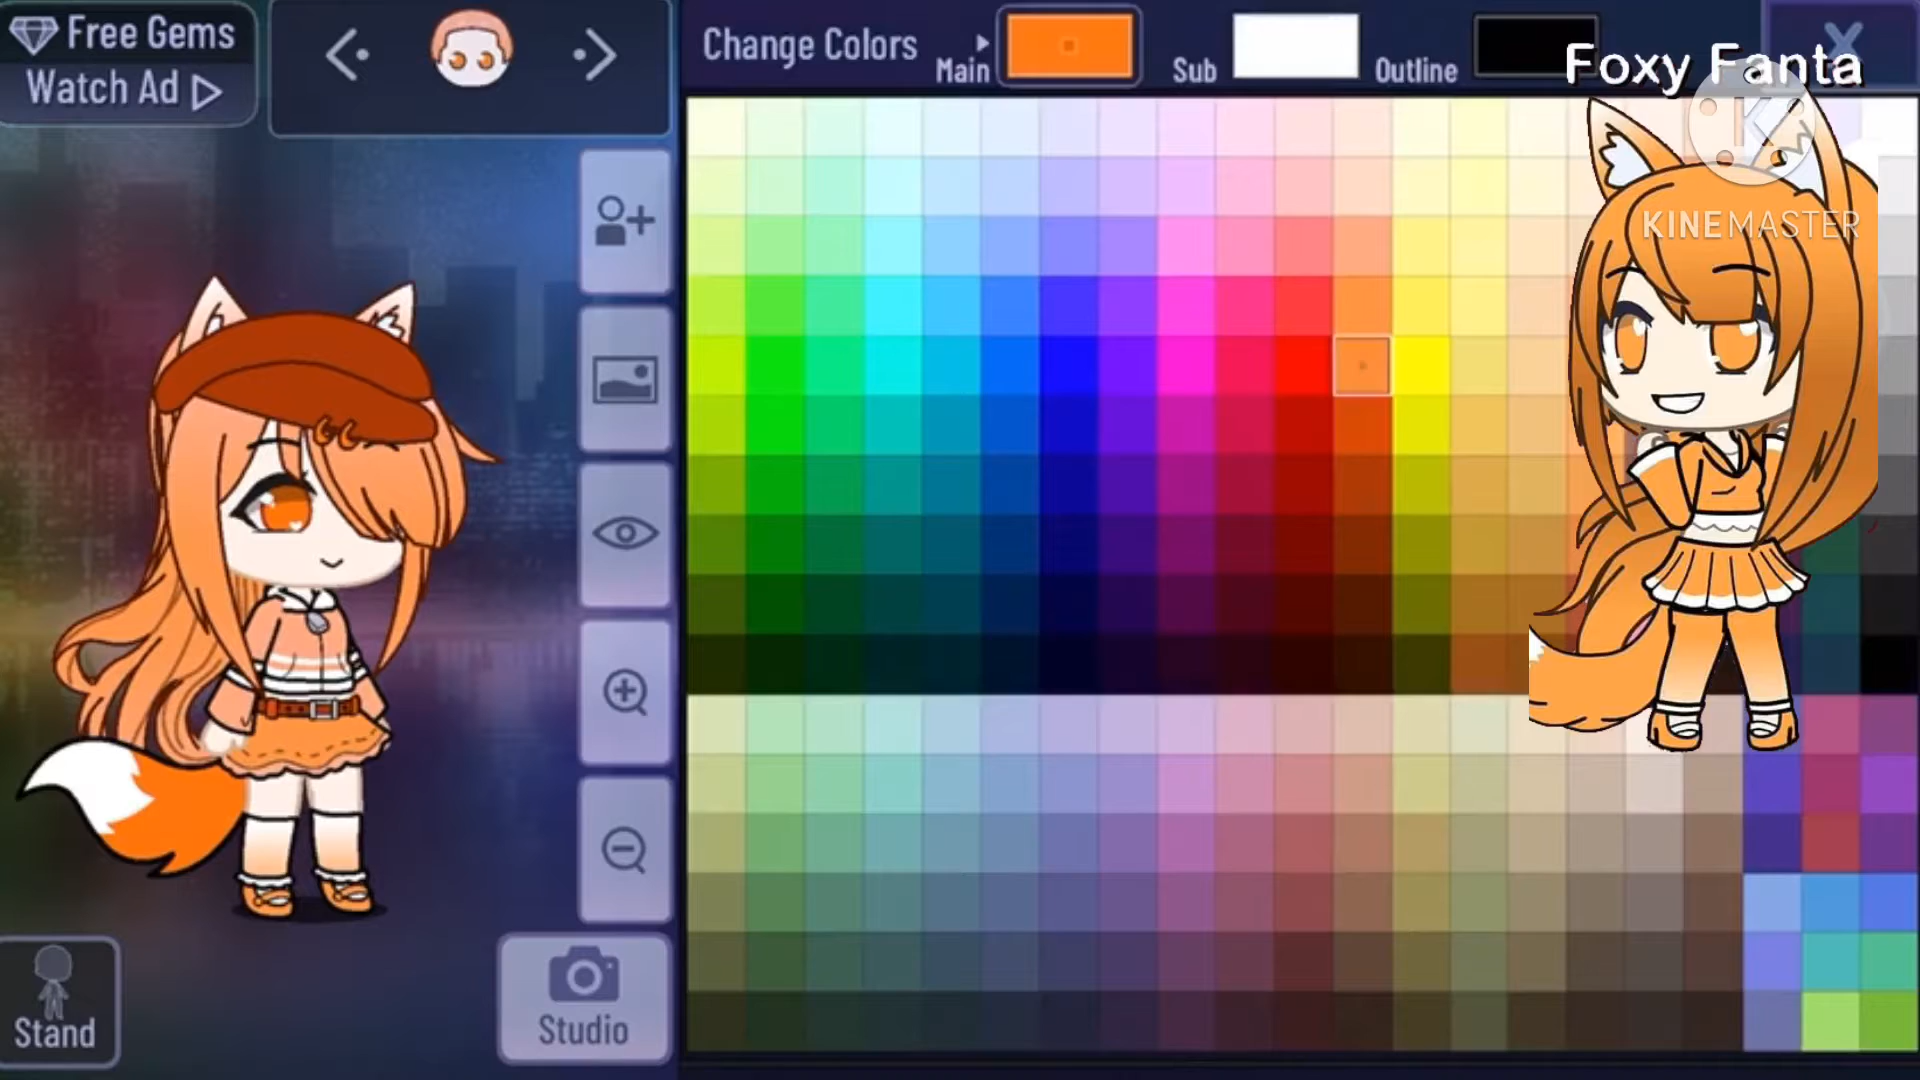 Free Gems
Watch Ad
Change Colors
Main
Sub
Outline
Foxy Fanta
KINEMASTER
Stand
Studio